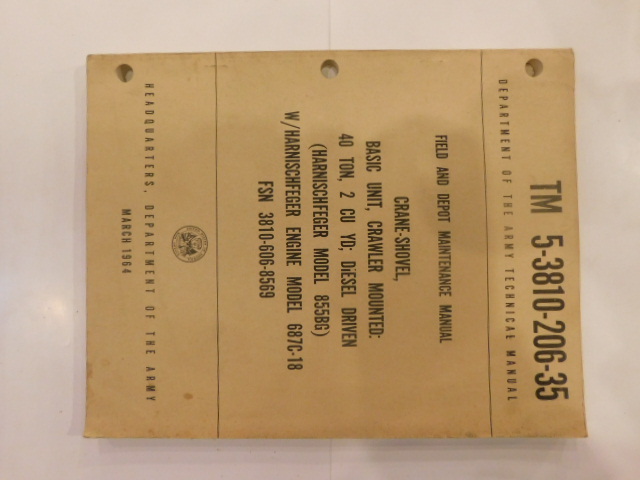 TM 5-3810-206-35
DEPARTMENT OF THE ARMY TECHNICAL MANUAL
FIELD AND DEPOT MAINTENANCE MANUAL
CRANE-SHOVEL,
BASIC UNIT, CRAWLER MOUNTED:
40 TON, 2 CU YD; DIESEL DRIVEN
(HARNISCHFEGER MODEL 855BG)
W/HARNISCHFEGER ENGINE MODEL 687C-18
FSN 3810-606-8569
HEADQUARTERS, DEPARTMENT OF THE ARMY
MARCH 1964